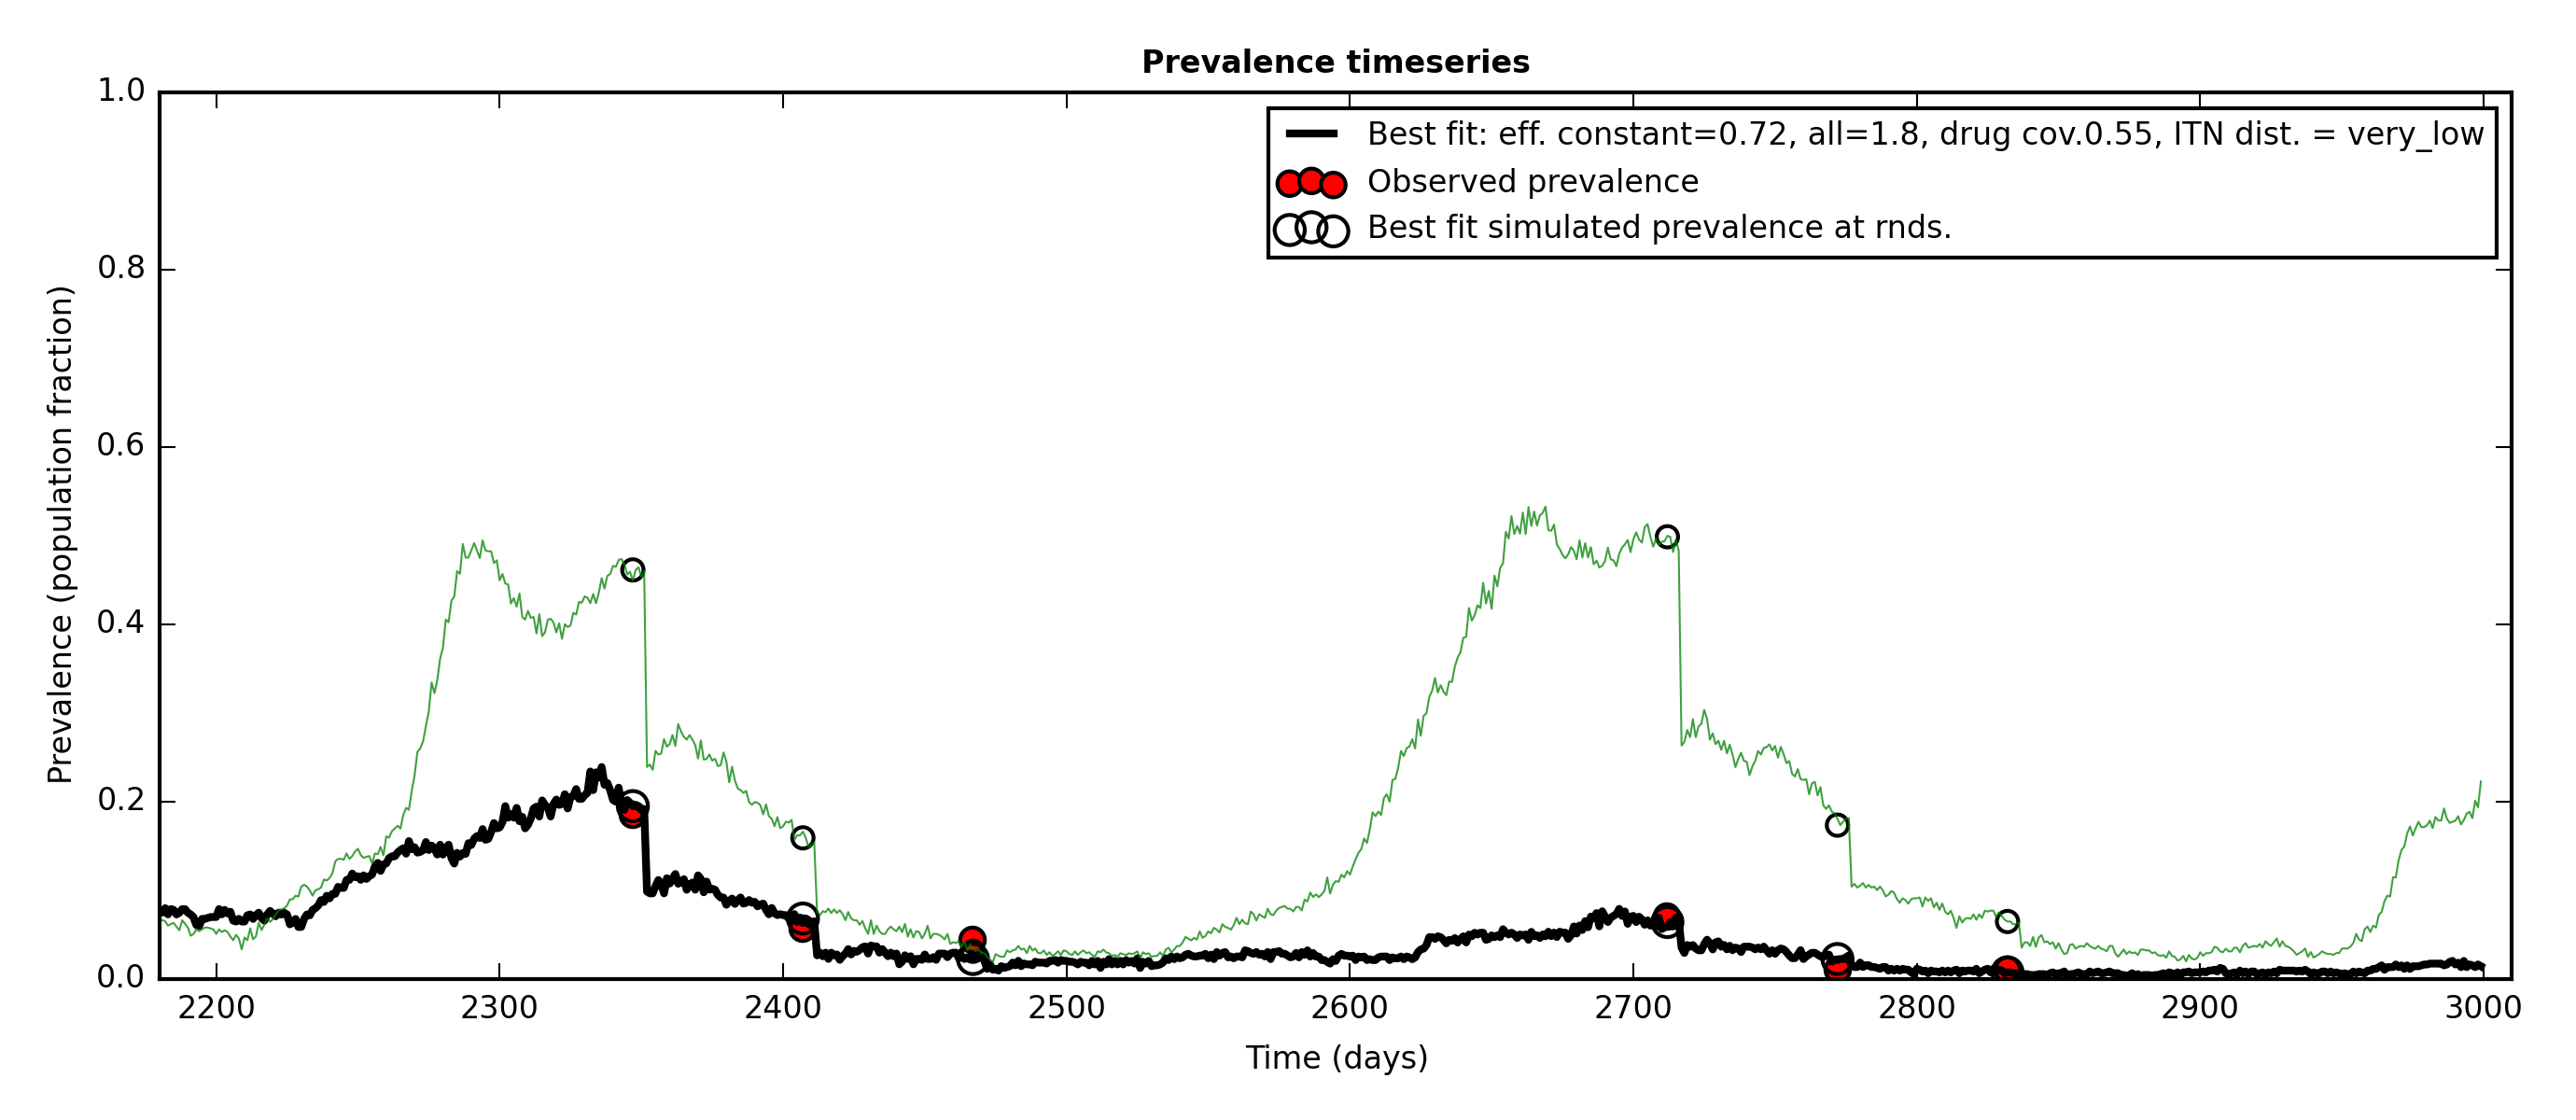 Prevalence timeseries
1.0
0.8
0.6
0.4
0.2
0.0
Prevalence (population fraction)
Best fit: eff. constant=0.72, all=1.8, drug cov.0.55, ITN dist. = very_low
Observed prevalence
Best fit simulated prevalence at rnds.
2200 2300 2400 2500 2600 2700 2800 2900 3000
Time (days)